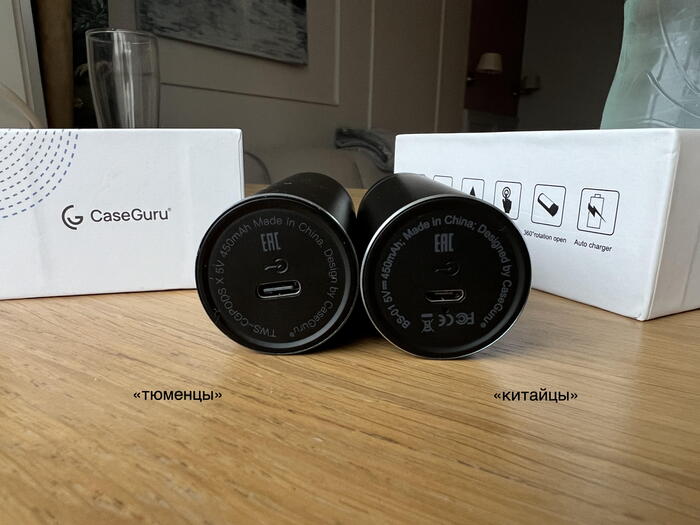 CaseGuru®
360°rotation open
Auto charger
TWS-CGPODS X 5V 450mAh Made in China. Design by CaseGuru®
EAC
BS-01 5V⎓450mAh; Made in China; Designed by CaseGuru®
EAC
FC CE
«тюменцы»
«китайцы»